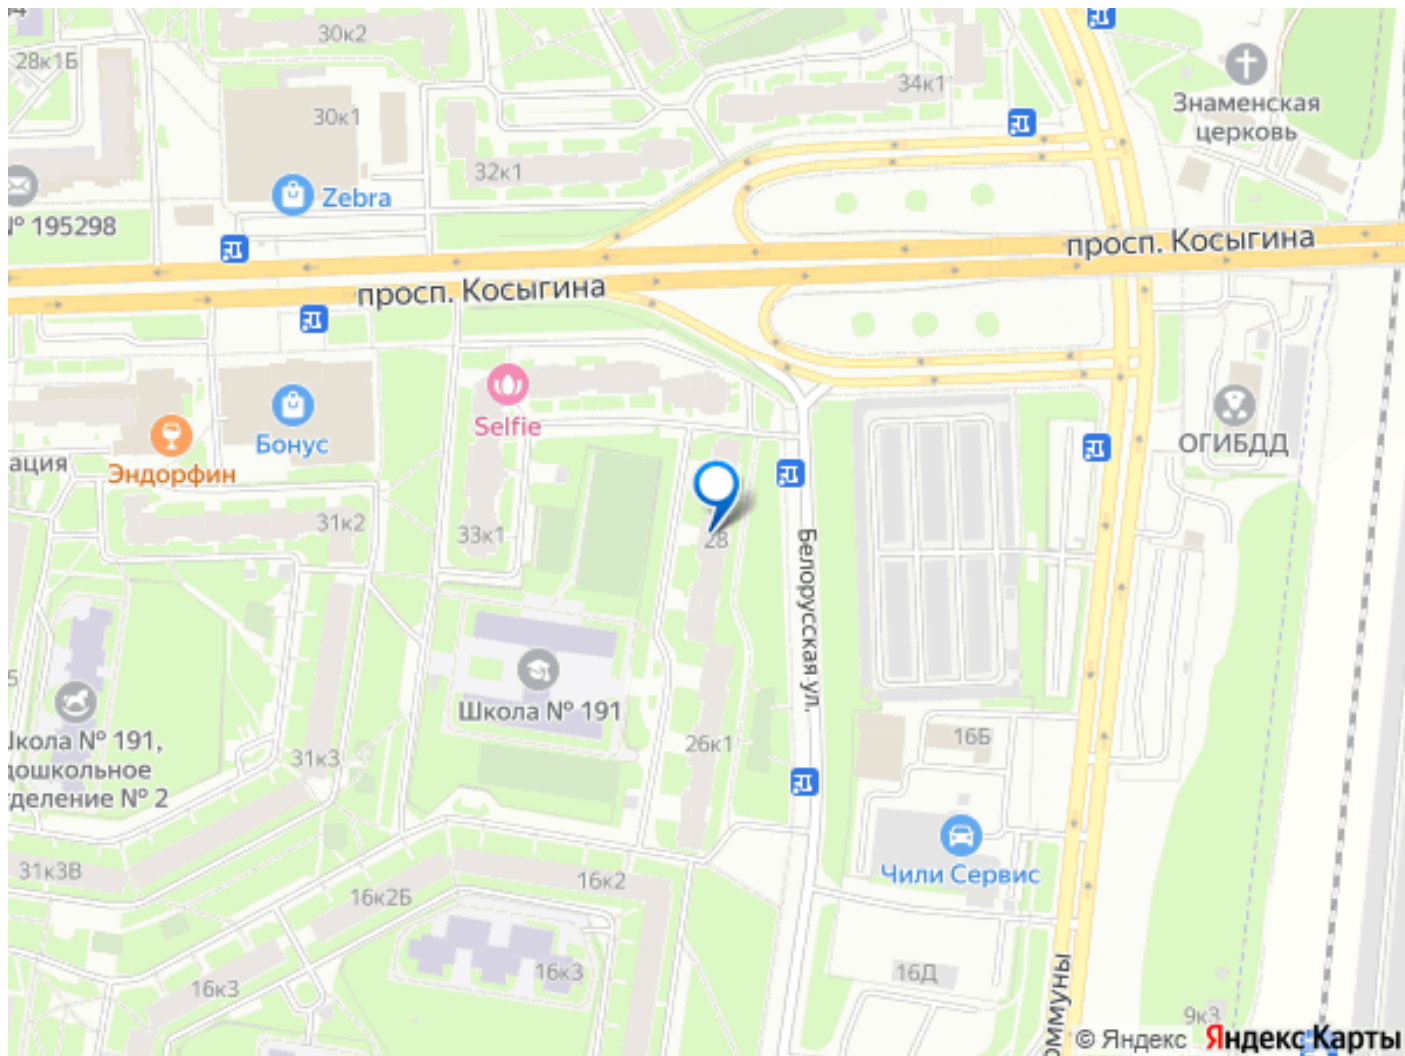 30к2
28к1Б
34к1
30к1
Знаменская
церковь
32к1
Zebra
№ 195298
просп. Косыгина
просп. Косыгина
Selfie
Бонус
ОГИБДД
Эндорфин
31к2
33к1
28
Белорусская ул.
Школа № 191
16Б
26к1
31к3
Школа № 191,
дошкольное
отделение № 2
31к3В
Чили Сервис
16к2
16к2Б
16к3
16Д
16к3
9к3
© Яндекс Яндекс Карты